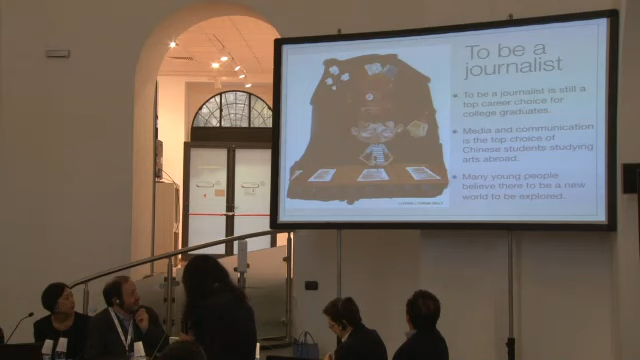 To be a
journalist
To be a journalist is still a
top career choice for
college graduates.
Media and communication
is the top choice of
Chinese students studying
arts abroad.
Many young people
believe there to be a new
world to be explored.